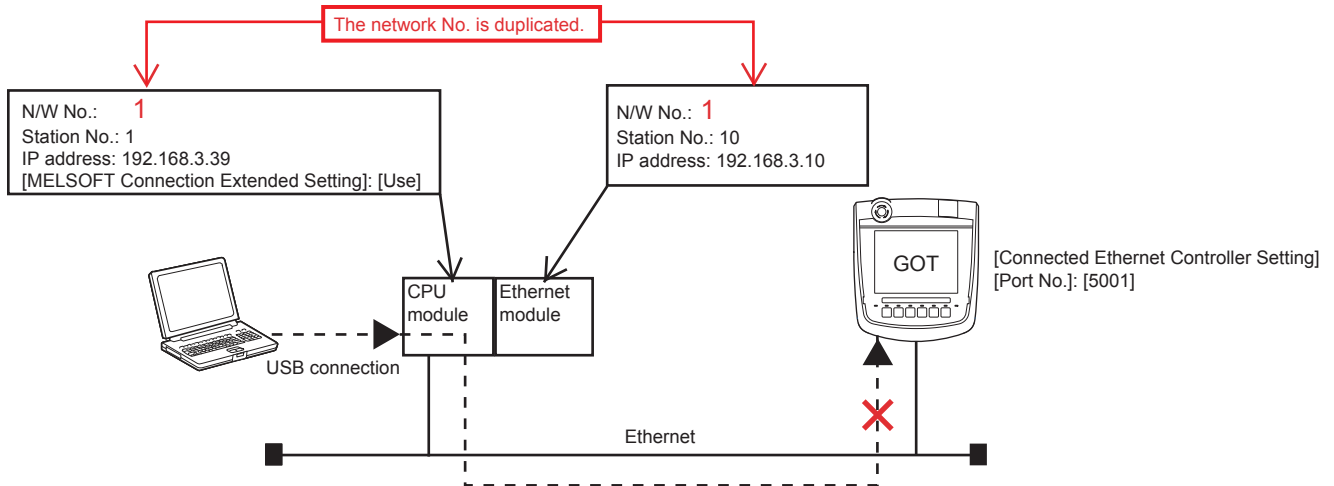 The network No. is duplicated.
N/W No.: 1
Station No.: 1
IP address: 192.168.3.39
[MELSOFT Connection Extended Setting]: [Use]
N/W No.: 1
Station No.: 10
IP address: 192.168.3.10
CPU
module
Ethernet
module
GOT
[Connected Ethernet Controller Setting]
[Port No.]: [5001]
USB connection
Ethernet